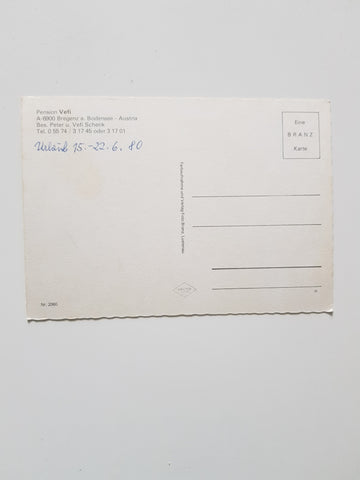 Pension Vefi
A-6900 Bregenz a. Bodensee - Austria
Bes. Peter u. Vefi Schenk
Tel. 0 55 74 / 3 17 45 oder 3 17 01
Urlaub 15.-22.6.80
Eine
BRANZ
Karte
Nr. 2960